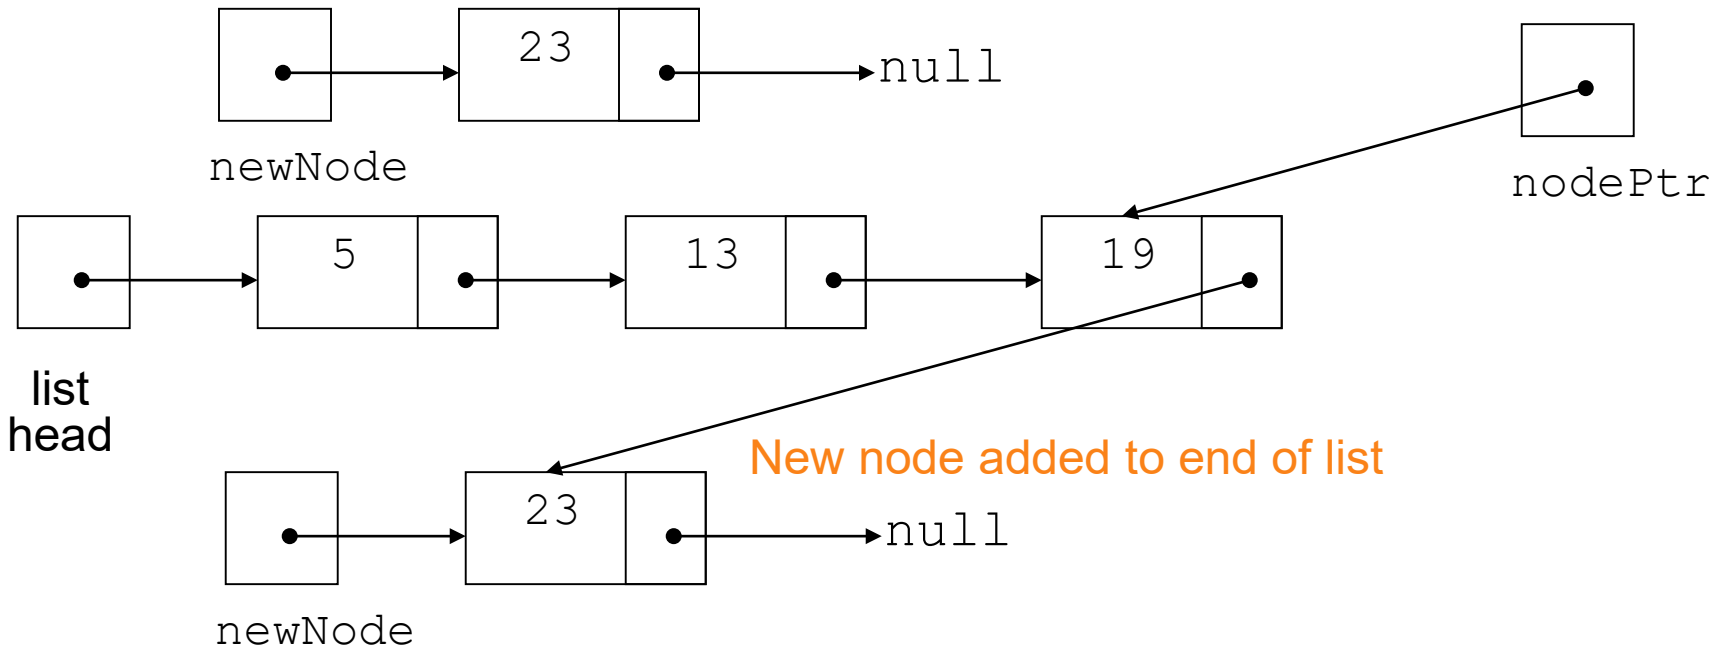 23
null
newNode
nodePtr
5
13
19
list
head
New node added to end of list
23
null
newNode